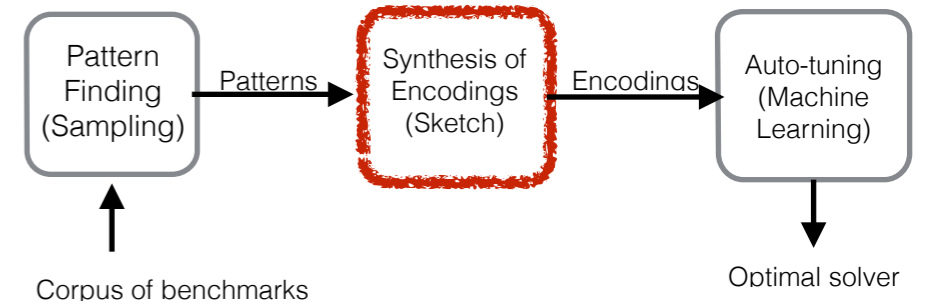 Pattern
Finding
(Sampling)
Patterns
Synthesis of
Encodings
(Sketch)
Encodings
Auto-tuning
(Machine
Learning)
Corpus of benchmarks
Optimal solver